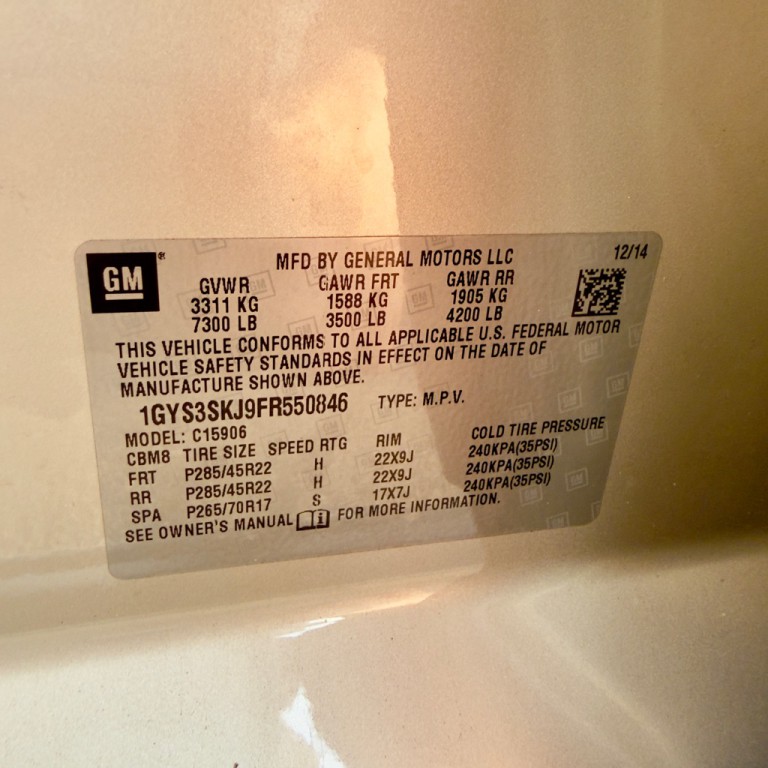 GM ® MFD BY GENERAL MOTORS LLC 12/14
GVWR GAWR FRT GAWR RR
3311 KG 1588 KG 1905 KG
7300 LB 3500 LB 4200 LB
THIS VEHICLE CONFORMS TO ALL APPLICABLE U.S. FEDERAL MOTOR
VEHICLE SAFETY STANDARDS IN EFFECT ON THE DATE OF
MANUFACTURE SHOWN ABOVE.
1GYS3SKJ9FR550846 TYPE: M.P.V.
MODEL: C15906
CBM8 TIRE SIZE SPEED RTG RIM COLD TIRE PRESSURE
FRT P285/45R22 H 22X9J 240KPA(35PSI)
RR P285/45R22 H 22X9J 240KPA(35PSI)
SPA P265/70R17 S 17X7J 240KPA(35PSI)
SEE OWNER'S MANUAL FOR MORE INFORMATION.